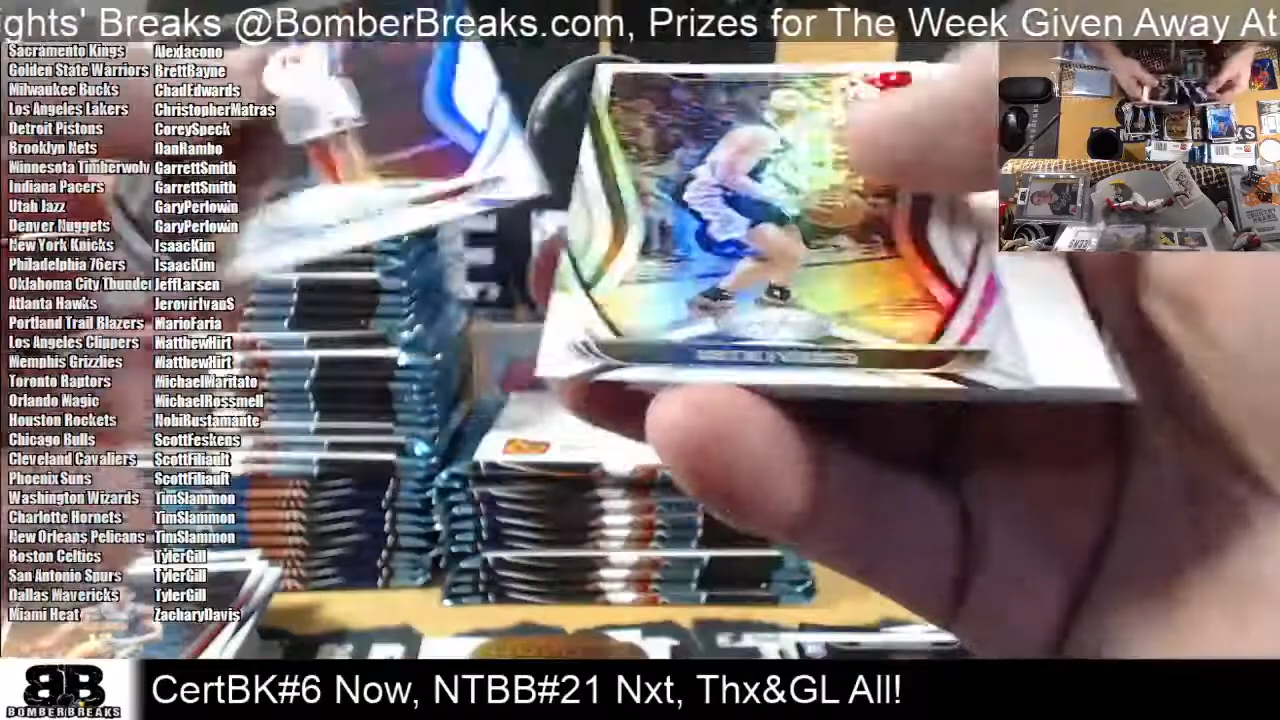 ghts' Breaks @BomberBreaks.com, Prizes for The Week Given Away At
Sacramento Kings AlexIacono
Golden State Warriors BrettBayne
Milwaukee Bucks ChadEdwards
Los Angeles Lakers ChristopherMatras
Detroit Pistons CoreySpeck
Brooklyn Nets DanRambo
Minnesota Timberwolv GarrettSmith
Indiana Pacers GarrettSmith
Utah Jazz GaryPerlowin
Denver Nuggets GaryPerlowin
New York Knicks IsaacKim
Philadelphia 76ers IsaacKim
Oklahoma City Thunder JeffLarsen
Atlanta Hawks JerovirIvanS
Portland Trail Blazers MarioFaria
Los Angeles Clippers MatthewHirt
Memphis Grizzlies MatthewHirt
Toronto Raptors MichaelMaritato
Orlando Magic MichaelRossmell
Houston Rockets NobiBustamante
Chicago Bulls ScottFeskens
Cleveland Cavaliers ScottFiliault
Phoenix Suns ScottFiliault
Washington Wizards TimSlammon
Charlotte Hornets TimSlammon
New Orleans Pelicans TimSlammon
Boston Celtics TylerGill
San Antonio Spurs TylerGill
Dallas Mavericks TylerGill
Miami Heat ZacharyDavis
BB
BOMBERBREAKS
CertBK#6 Now, NTBB#21 Nxt, Thx&GL All!